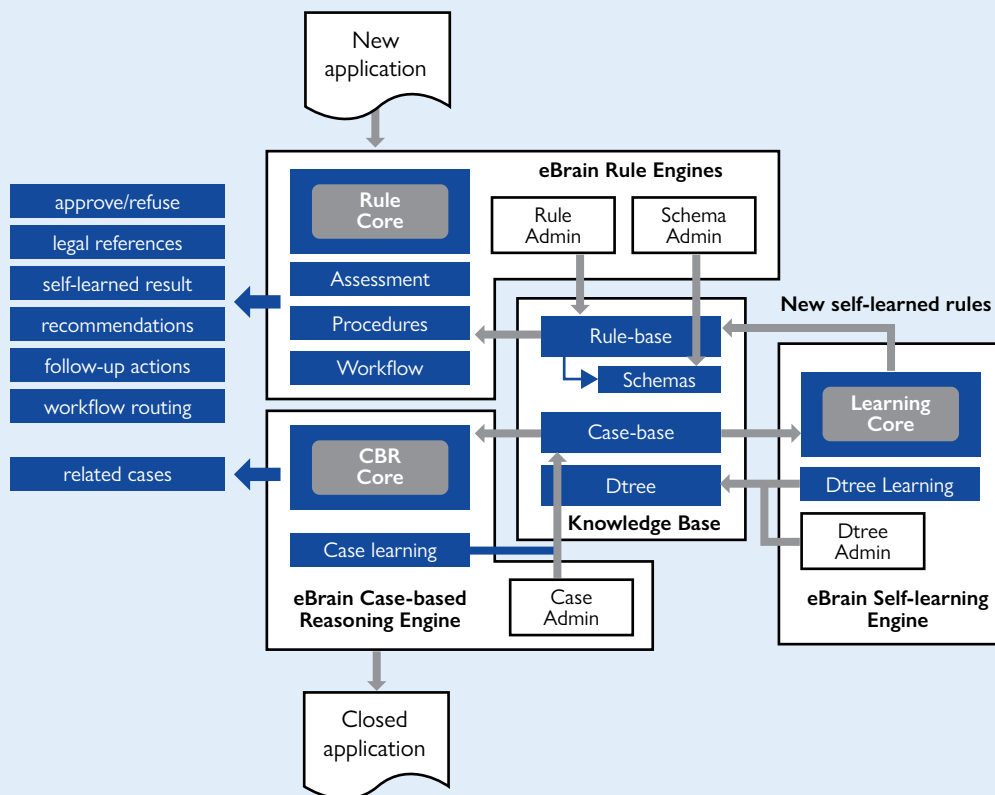 New
application
eBrain Rule Engines
Rule
Core
Rule
Admin
Schema
Admin
approve/refuse
legal references
self-learned result
recommendations
follow-up actions
workflow routing
related cases
Assessment
Procedures
Workflow
New self-learned rules
Rule-base
Schemas
Case-base
Dtree
Knowledge Base
Learning
Core
Dtree Learning
Dtree
Admin
eBrain Self-learning
Engine
CBR
Core
Case learning
eBrain Case-based
Reasoning Engine
Case
Admin
Closed
application